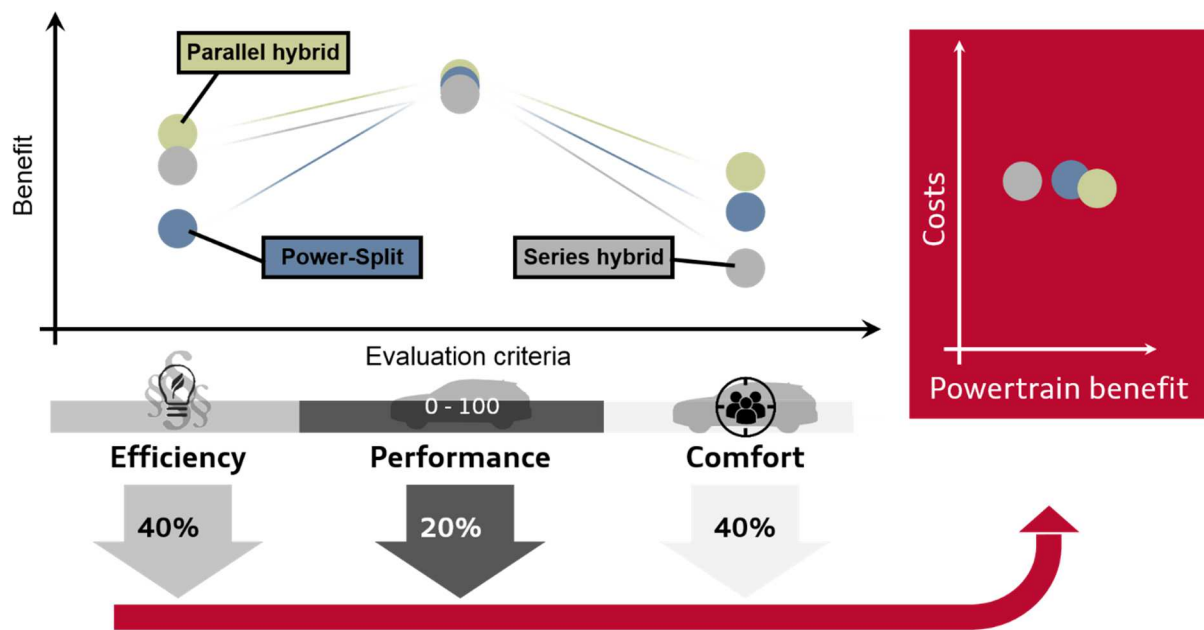 Parallel hybrid
Benefit
Power-Split
Series hybrid
Evaluation criteria
§§§§
0 - 100
Efficiency
Performance
Comfort
40%
20%
40%
Costs
Powertrain benefit